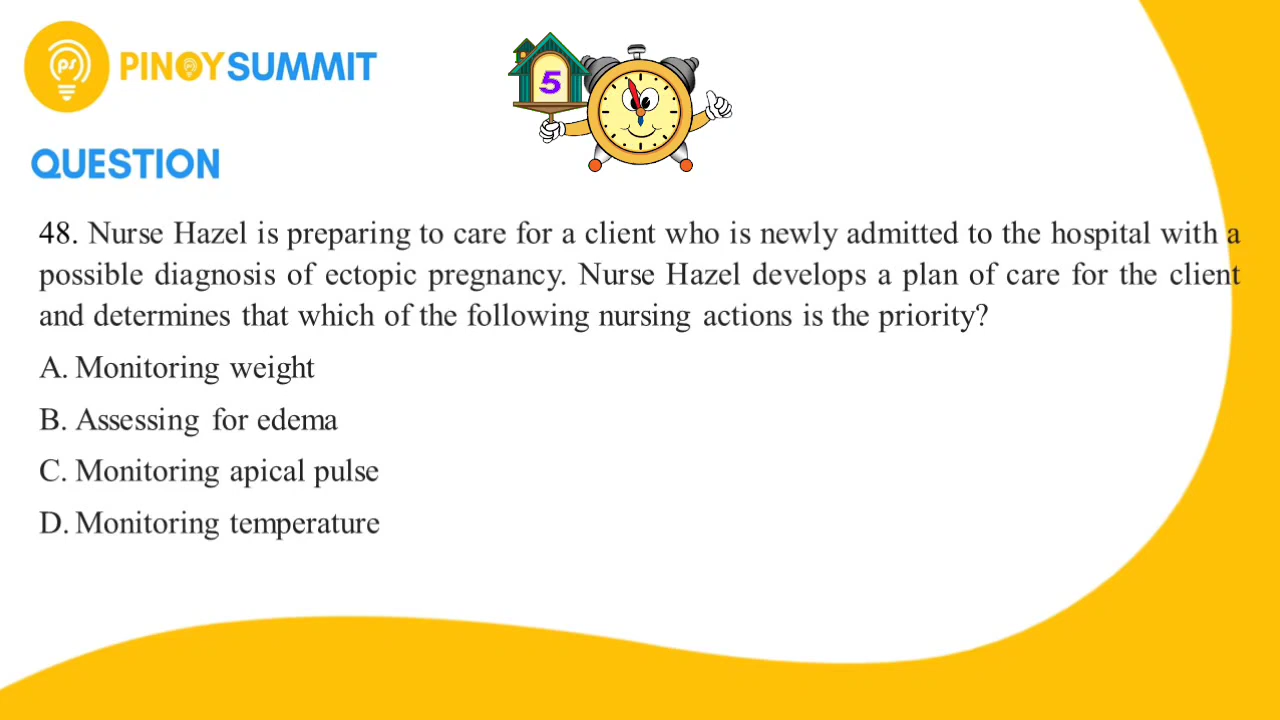 PINOYSUMMIT
5
QUESTION
48. Nurse Hazel is preparing to care for a client who is newly admitted to the hospital with a
possible diagnosis of ectopic pregnancy. Nurse Hazel develops a plan of care for the client
and determines that which of the following nursing actions is the priority?
A. Monitoring weight
B. Assessing for edema
C. Monitoring apical pulse
D. Monitoring temperature